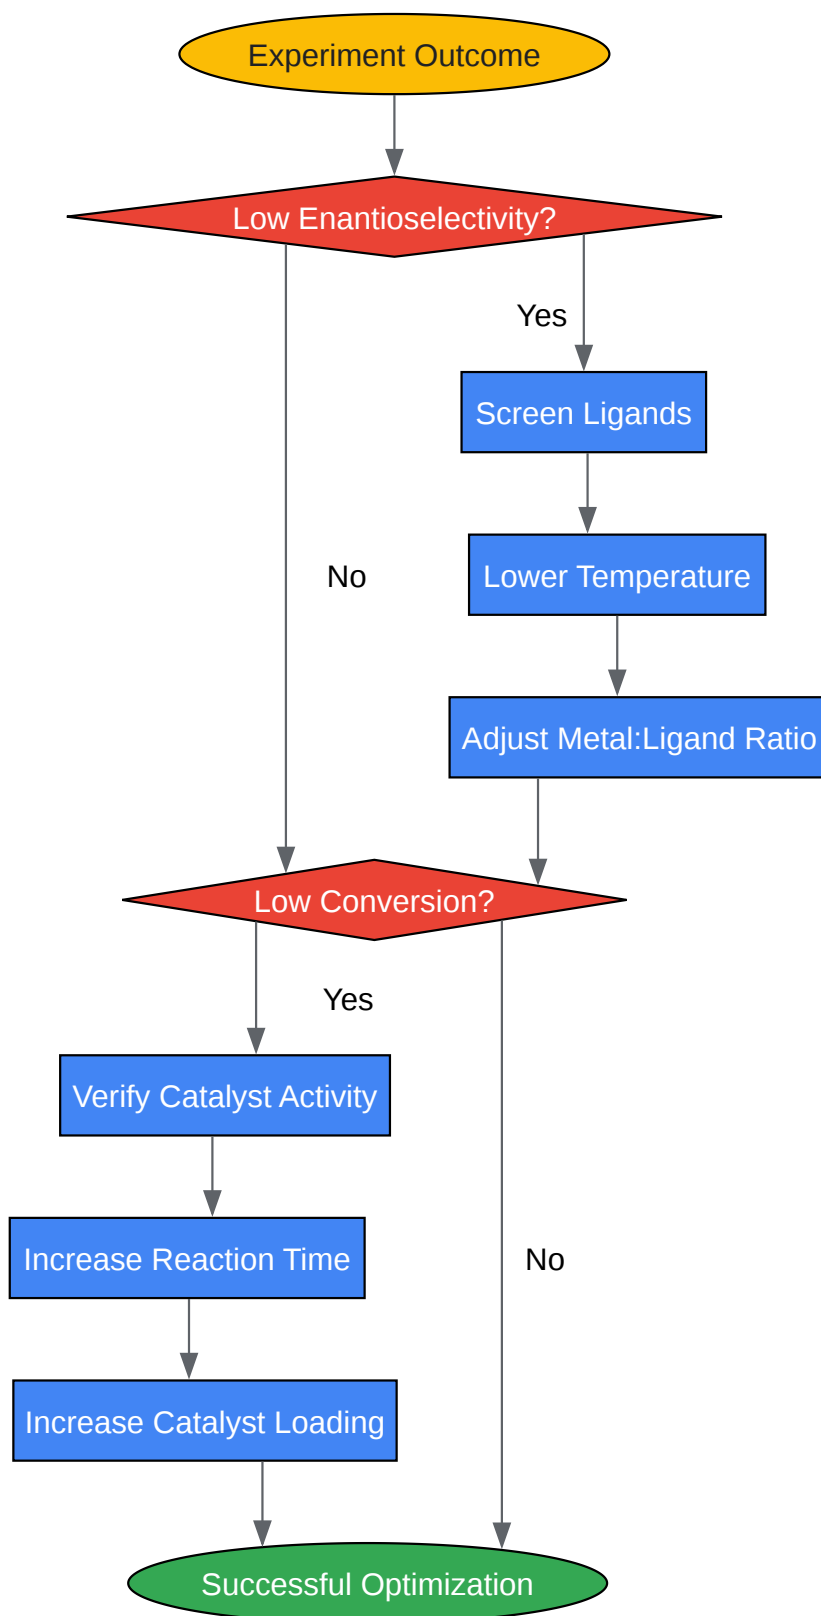 Experiment Outcome
Low Enantioselectivity?
Yes
Screen Ligands
No
Lower Temperature
Adjust Metal:Ligand Ratio
Low Conversion?
Yes
Verify Catalyst Activity
Increase Reaction Time
No
Increase Catalyst Loading
Successful Optimization